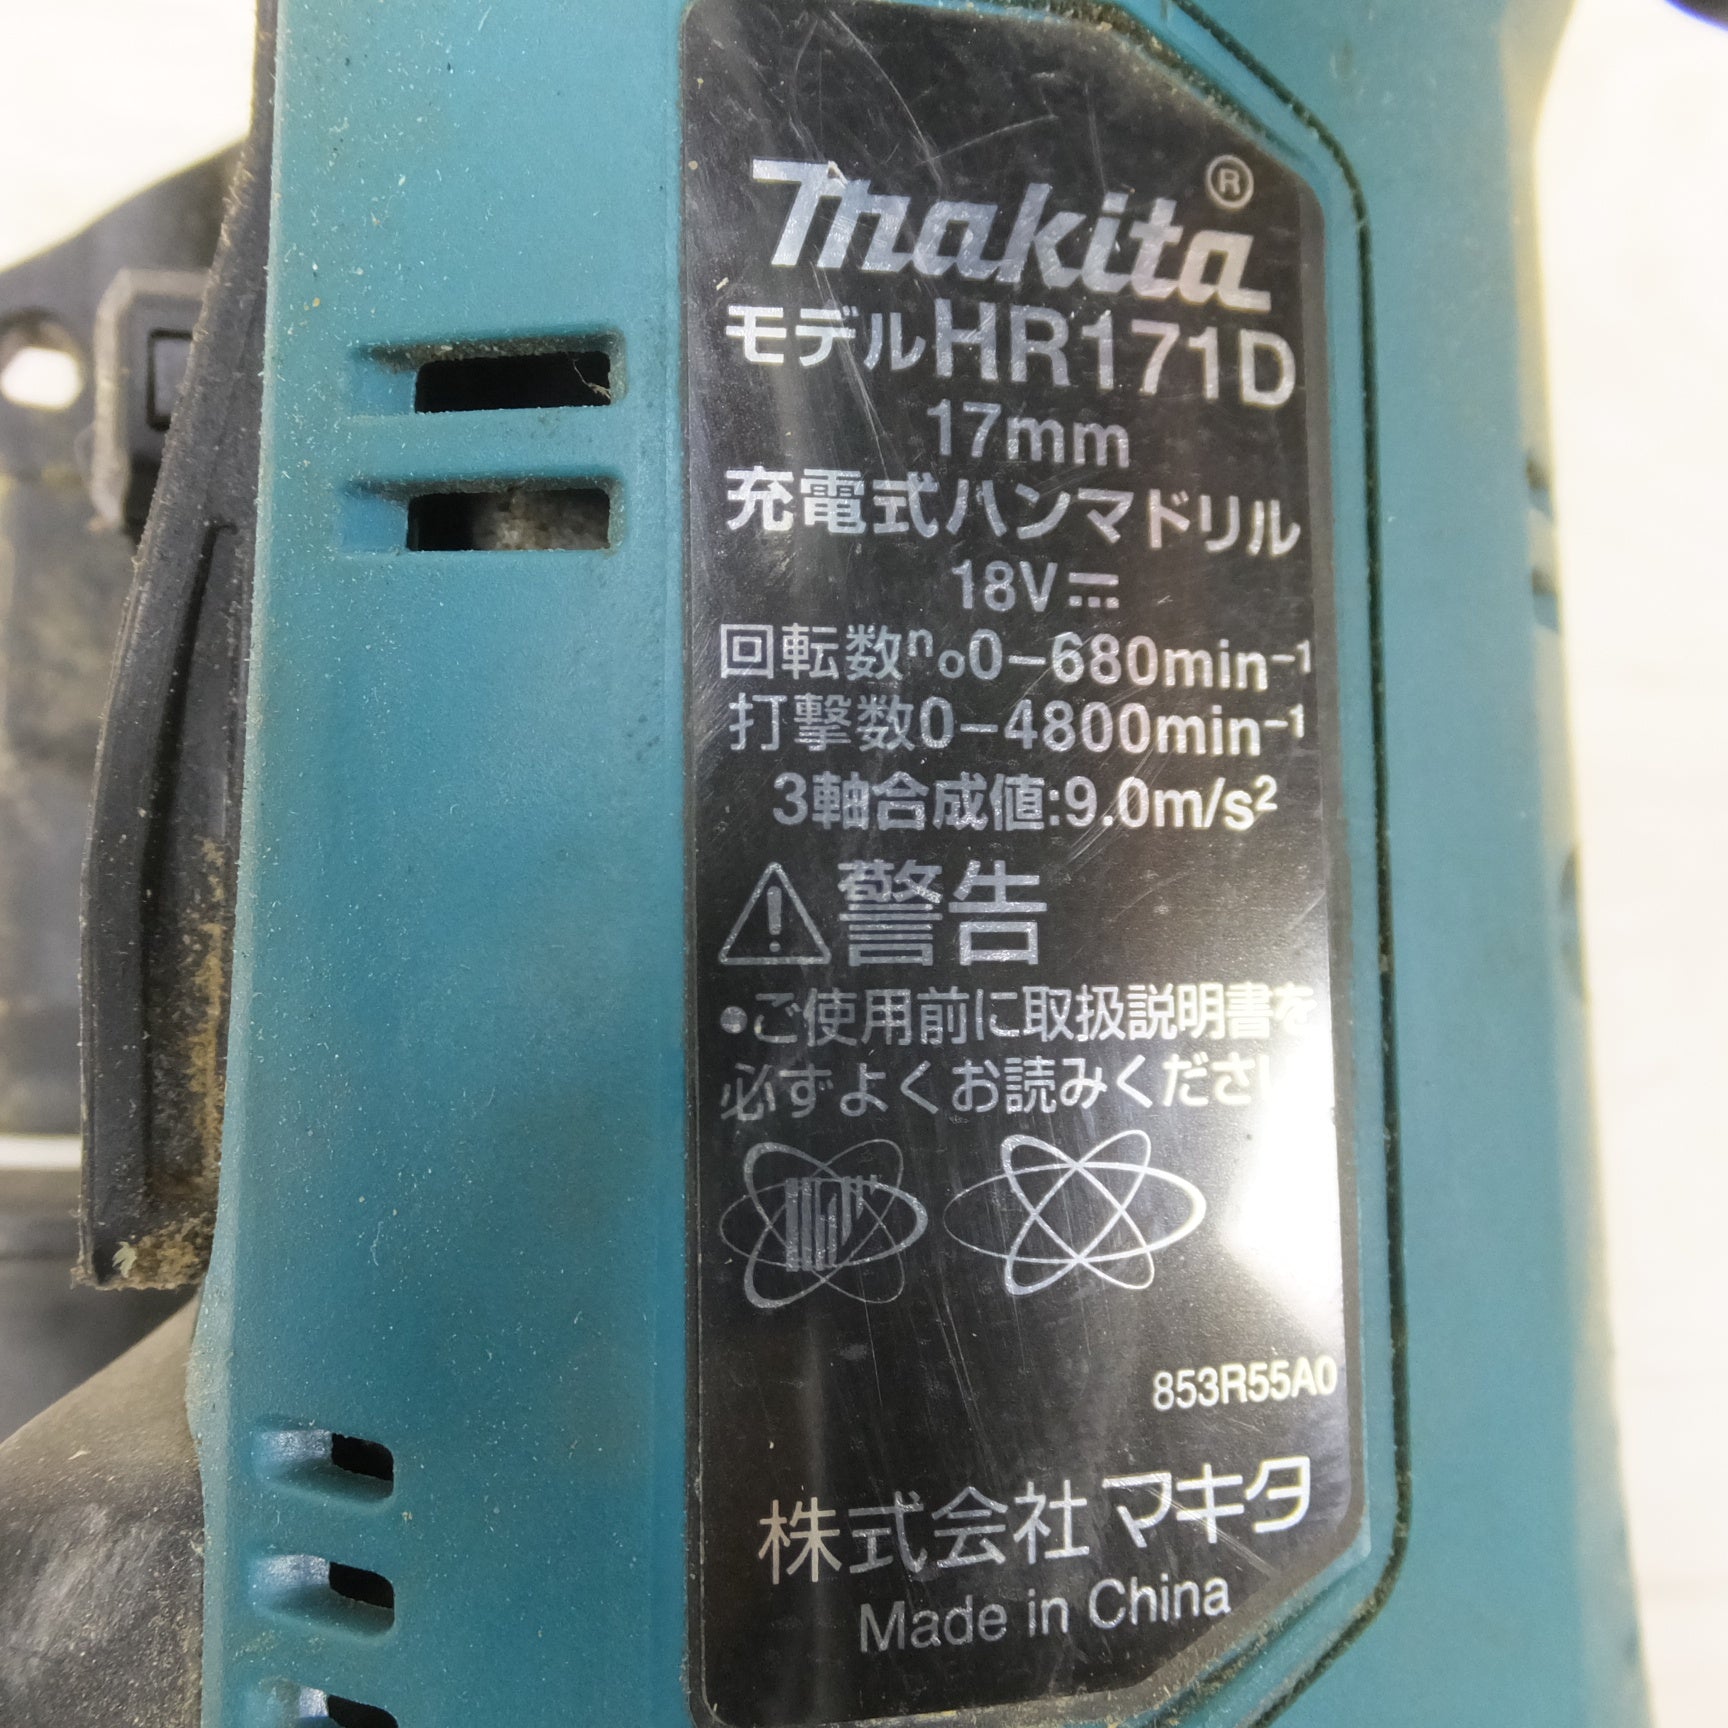 makita®
モデルHR171D
17mm
充電式ハンマドリル
18V⎓
回転数n₀0-680min⁻¹
打撃数0-4800min⁻¹
3軸合成値:9.0m/s²
⚠警告
•ご使用前に取扱説明書を
必ずよくお読みください
853R55A0
株式会社マキタ
Made in China